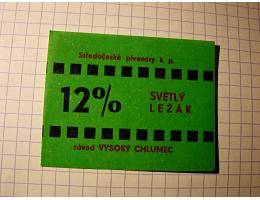 Středočeské pivovary k. p.
12%
SVĚTLÝ
LEŽÁK
závod VYSOKÝ CHLUMEC